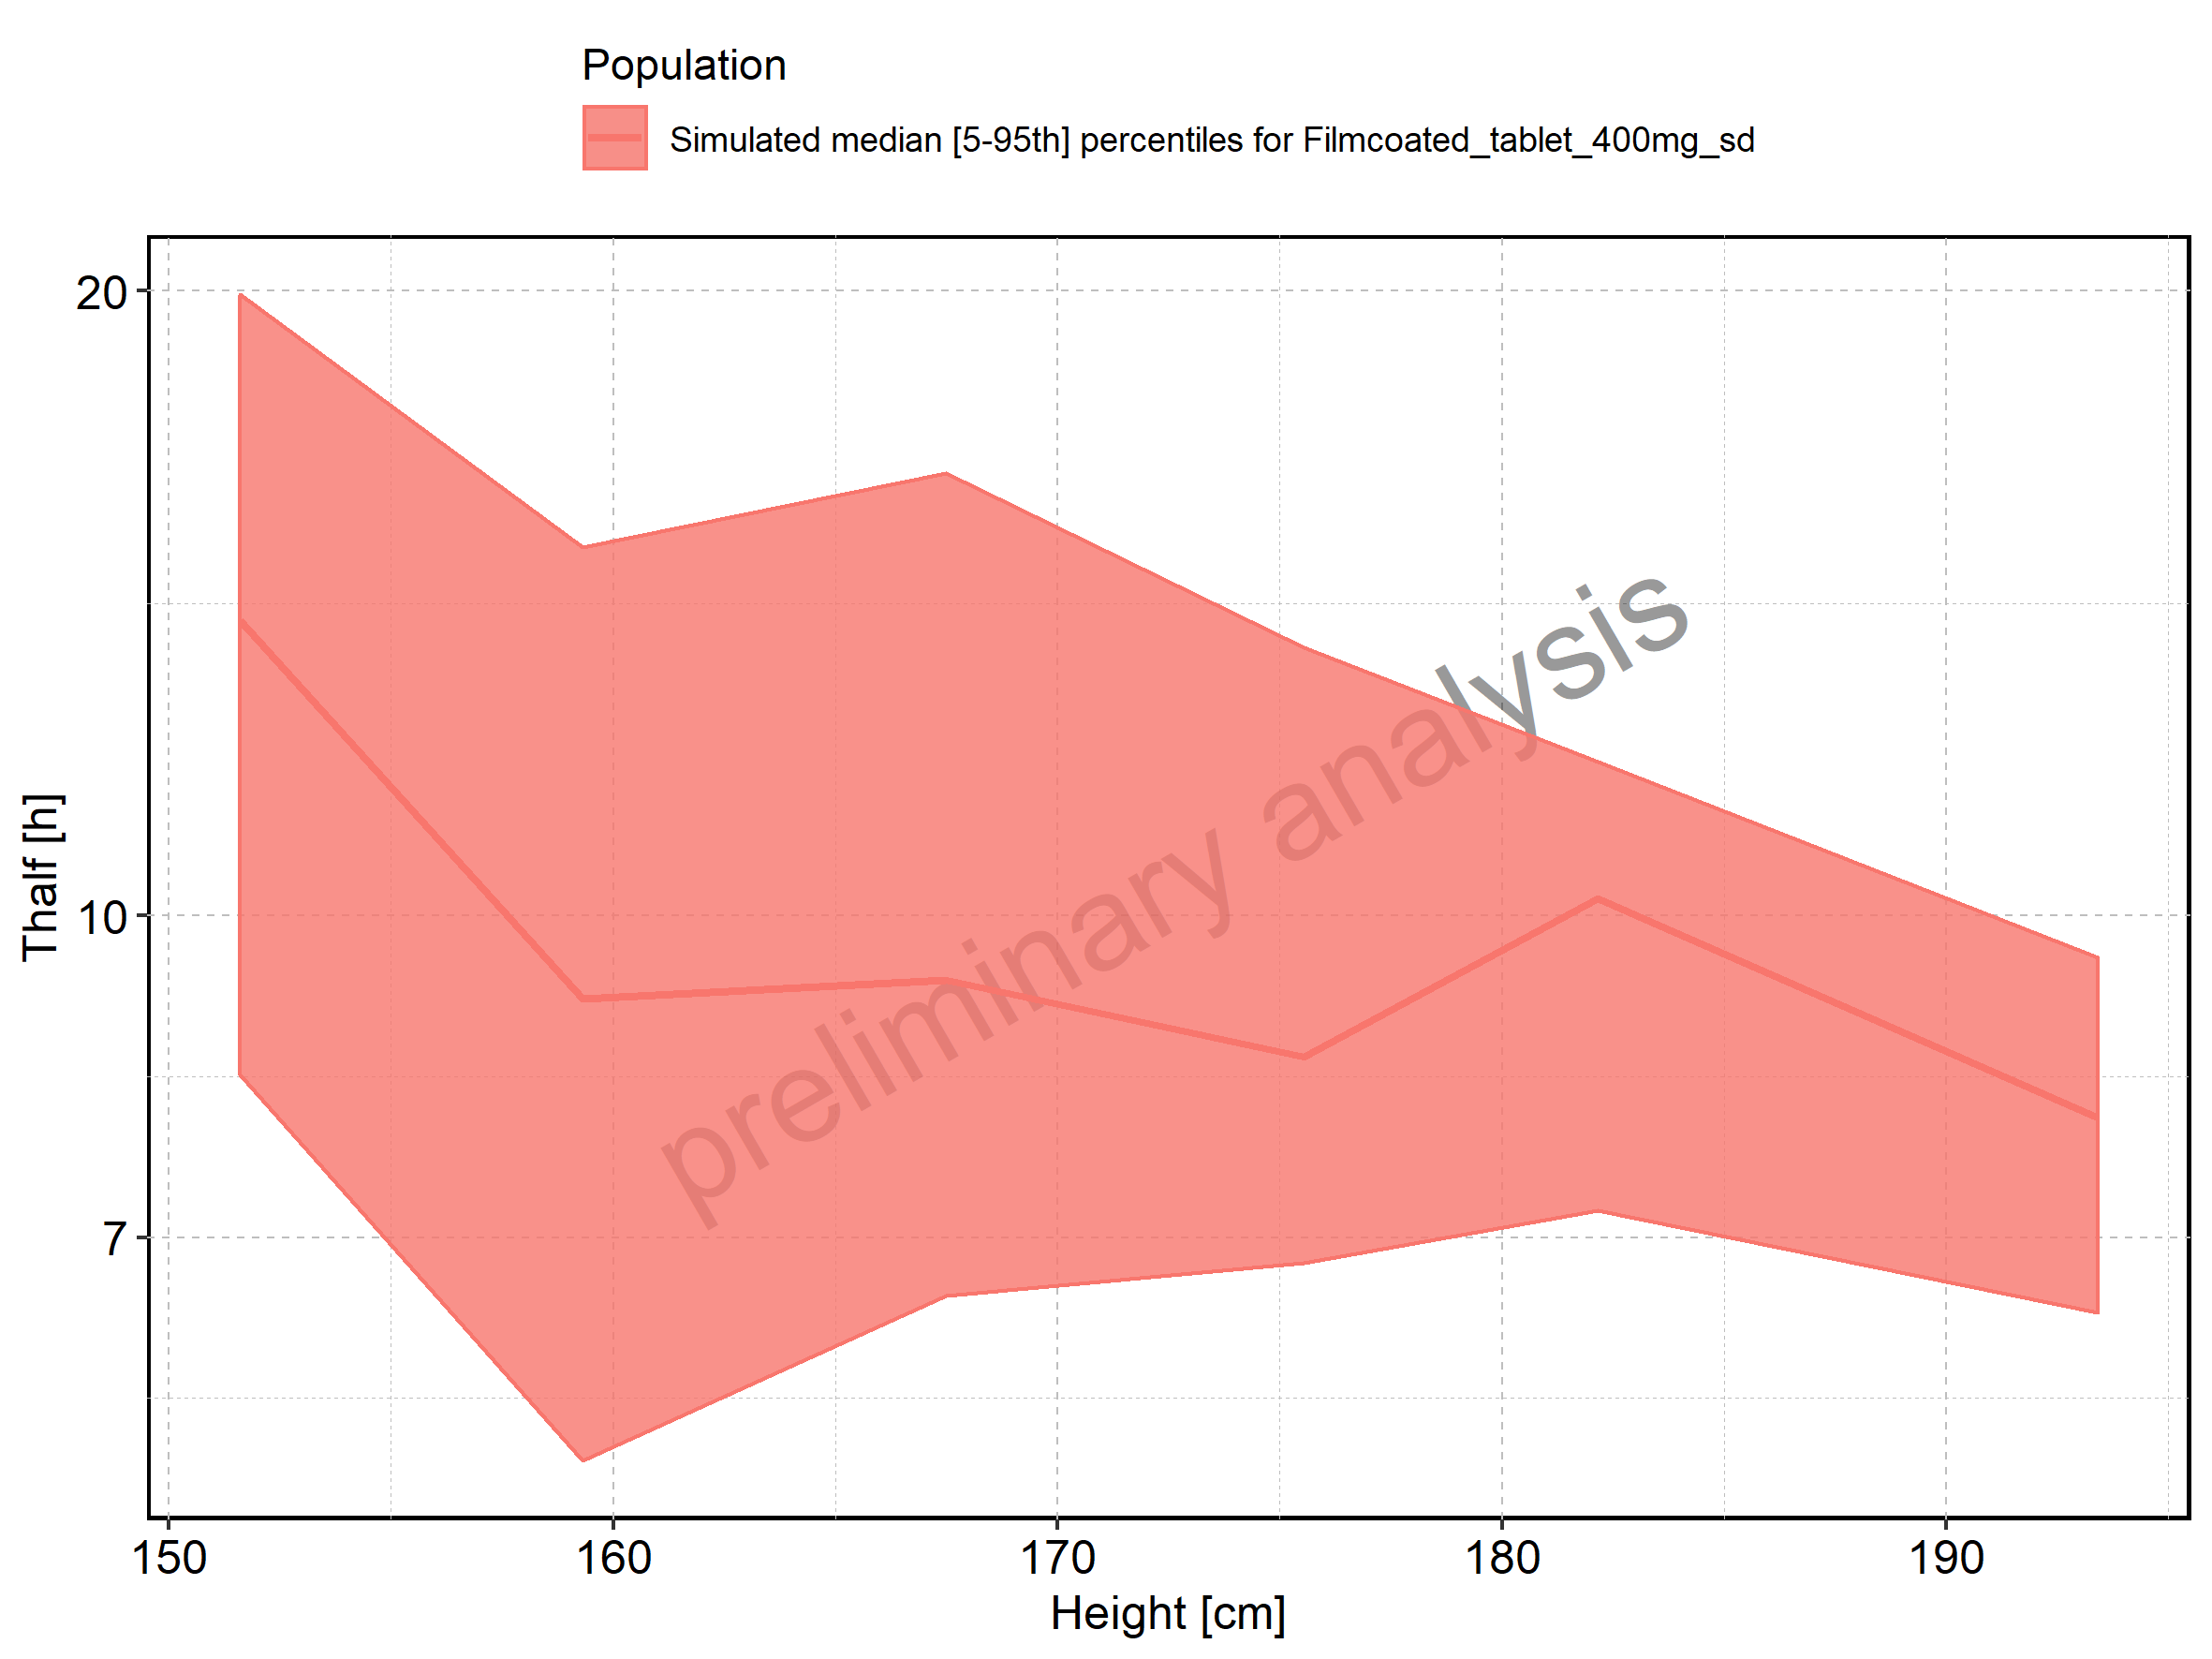 Population
Simulated median [5-95th] percentiles for Filmcoated_tablet_400mg_sd
20
10
7
Thalf [h]
preliminary analysis
150 160 170 180 190
Height [cm]